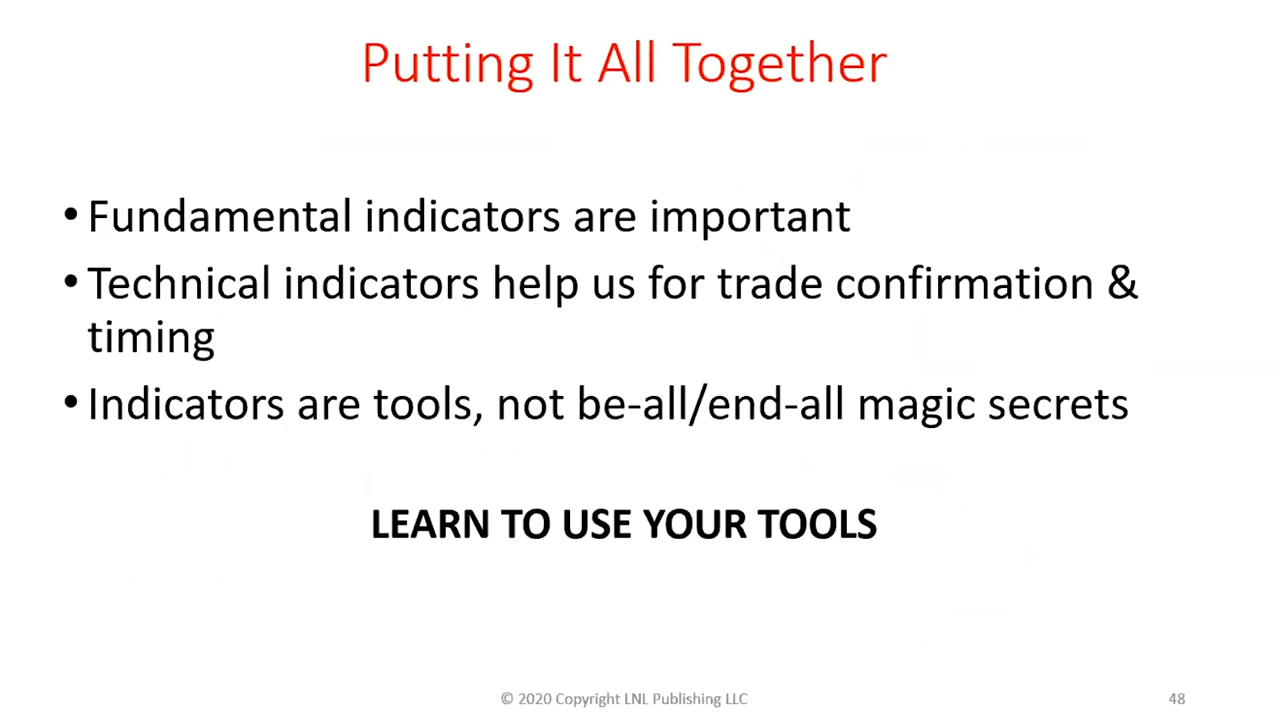 Putting It All Together
• Fundamental indicators are important
• Technical indicators help us for trade confirmation &
timing
• Indicators are tools, not be-all/end-all magic secrets
LEARN TO USE YOUR TOOLS
© 2020 Copyright LNL Publishing LLC
48